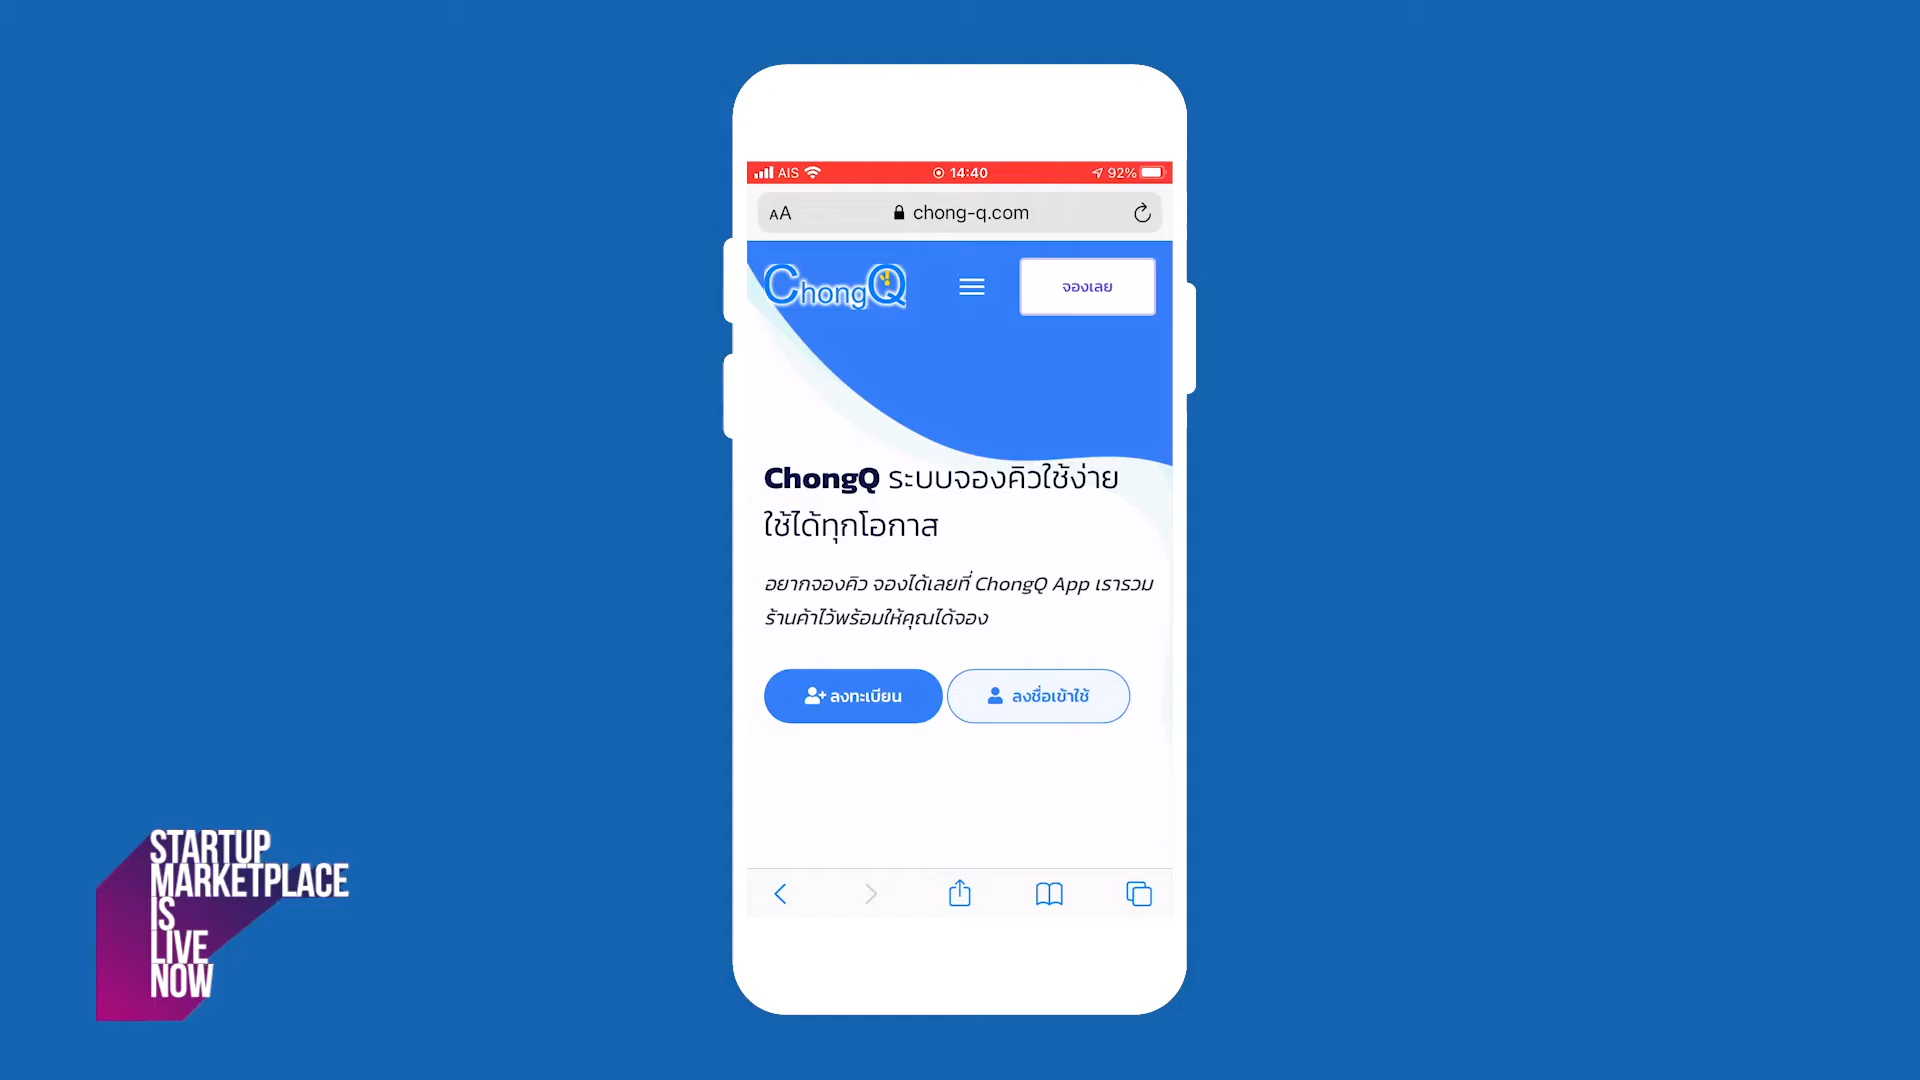 AIS
14:40
92%
AA
chong-q.com
ChongQ
จองเลย
ChongQ ระบบจองคิวใช้ง่าย
ใช้ได้ทุกโอกาส
อยากจองคิว จองได้เลยที่ ChongQ App เรารวม
ร้านค้าไว้พร้อมให้คุณได้จอง
ลงทะเบียน
ลงชื่อเข้าใช้
STARTUP
MARKETPLACE
IS
LIVE
NOW